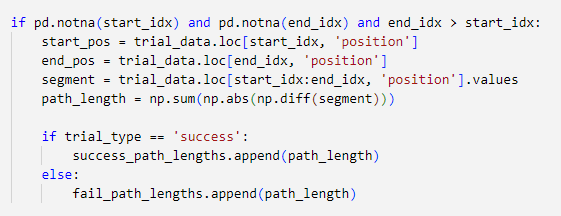 if pd.notna(start_idx) and pd.notna(end_idx) and end_idx > start_idx:
    start_pos = trial_data.loc[start_idx, 'position']
    end_pos = trial_data.loc[end_idx, 'position']
    segment = trial_data.loc[start_idx:end_idx, 'position'].values
    path_length = np.sum(np.abs(np.diff(segment)))

    if trial_type == 'success':
        success_path_lengths.append(path_length)
    else:
        fail_path_lengths.append(path_length)